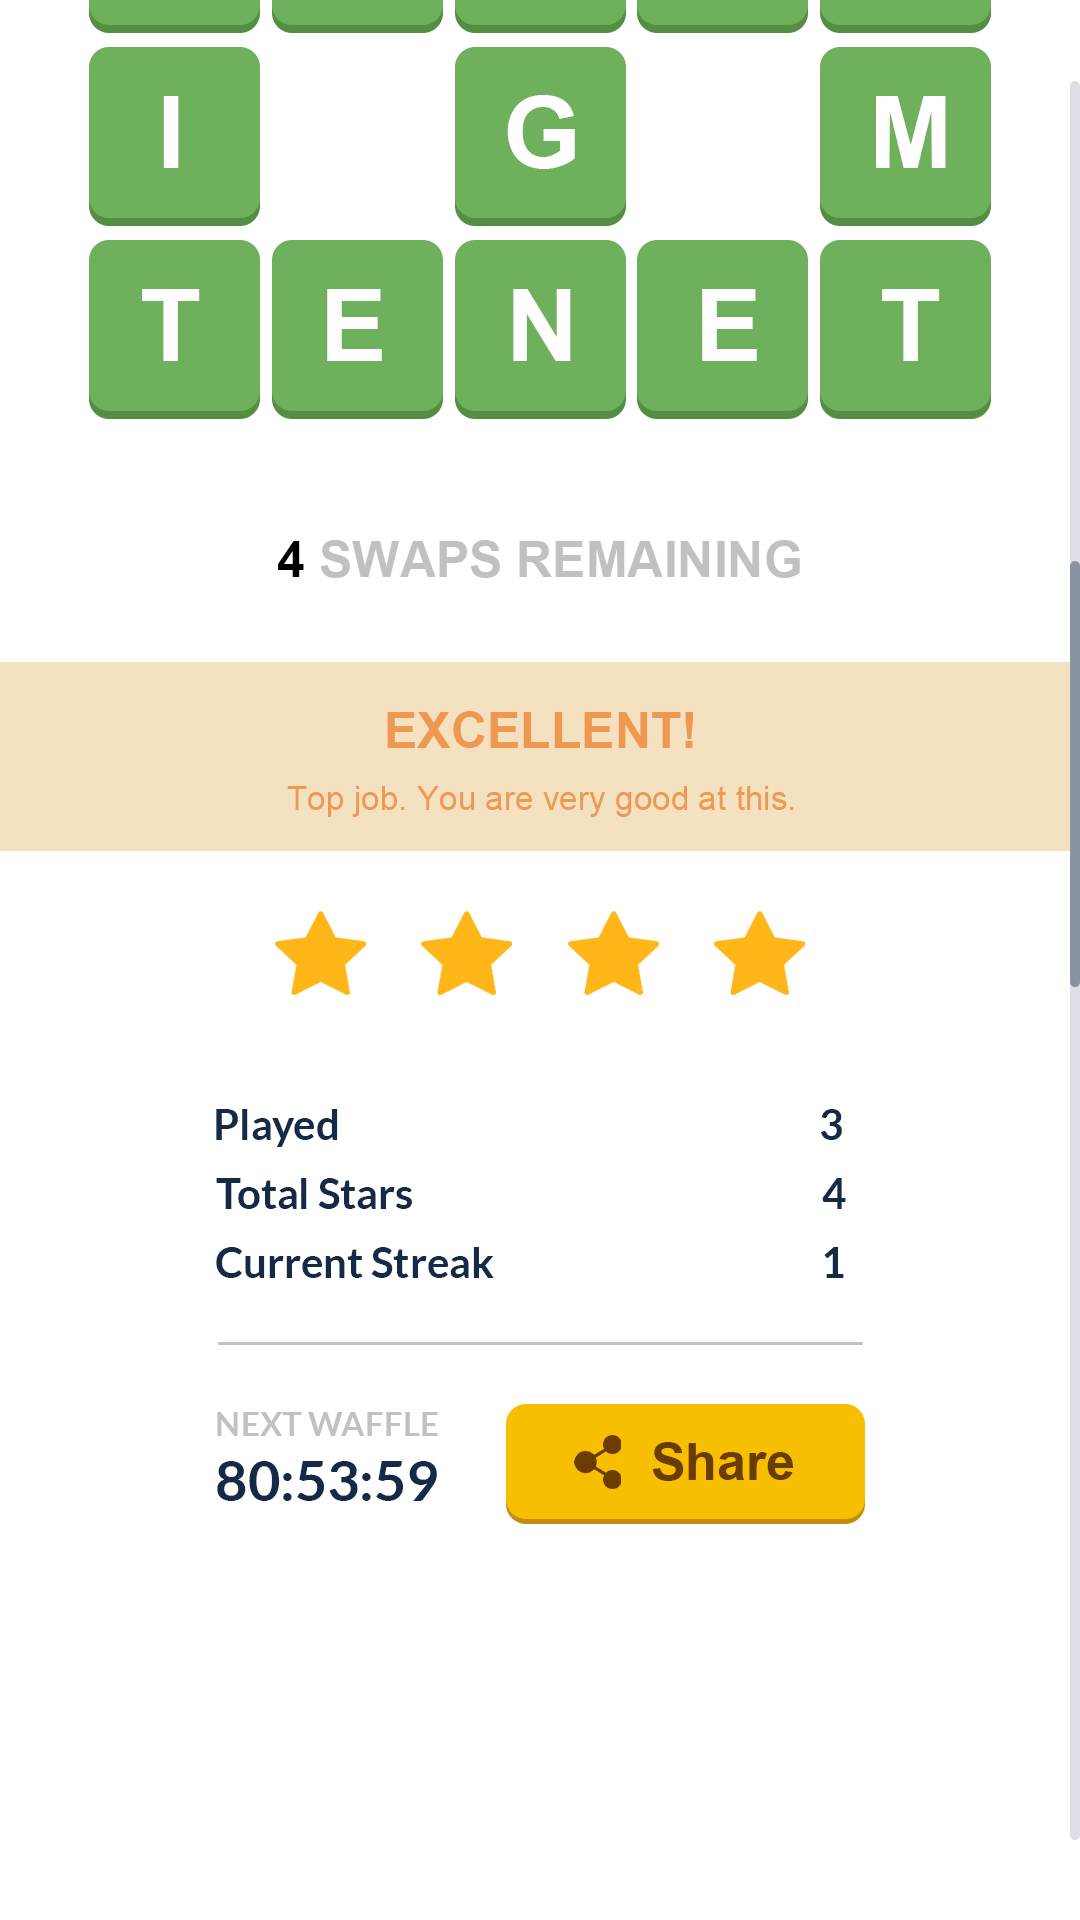 I G M
T E N E T
4 SWAPS REMAINING
EXCELLENT!
Top job. You are very good at this.
Played 3
Total Stars 4
Current Streak 1
NEXT WAFFLE
80:53:59
Share